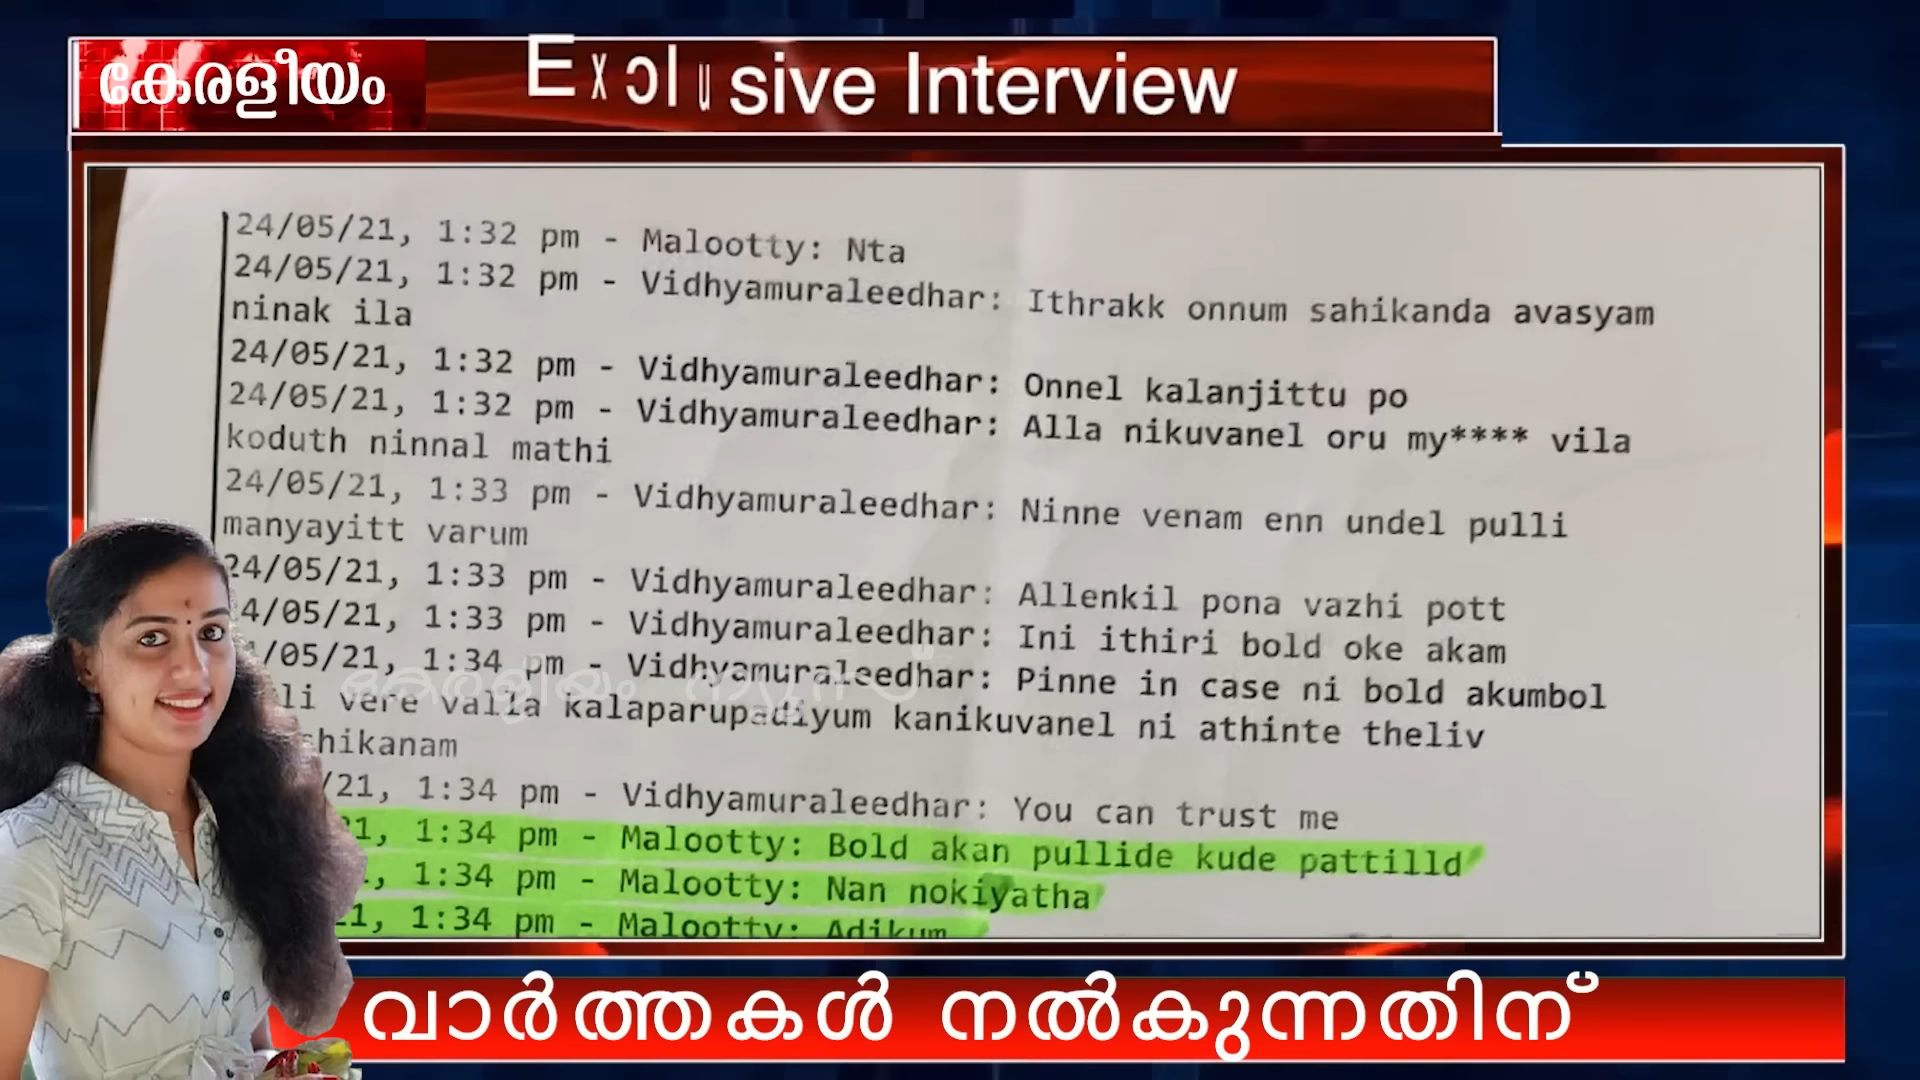 കേരളീയം
Exclusive Interview
24/05/21, 1:32 pm - Malootty: Nta
24/05/21, 1:32 pm - Vidhyamuraleedhar: Ithrakk onnum sahikanda avasyam
ninak ila
24/05/21, 1:32 pm - Vidhyamuraleedhar: Onnel kalanjittu po
24/05/21, 1:32 pm - Vidhyamuraleedhar: Alla nikuvanel oru my**** vila
koduth ninnal mathi
24/05/21, 1:33 pm - Vidhyamuraleedhar: Ninne venam enn undel pulli
manyayitt varum
24/05/21, 1:33 pm - Vidhyamuraleedhar: Allenkil pona vazhi pott
4/05/21, 1:33 pm - Vidhyamuraleedhar: Ini ithiri bold oke akam
/05/21, 1:34 pm - Vidhyamuraleedhar: Pinne in case ni bold akumbol
li vere valla kalaparupadiyum kanikuvanel ni athinte theliv
hikanam
/21, 1:34 pm - Vidhyamuraleedhar: You can trust me
21, 1:34 pm - Malootty: Bold akan pullide kude pattilld
1:34 pm - Malootty: Nan nokiyatha
21, 1:34 pm - Malootty: Adikum
കേരളീയം ന്യൂസ്
വാർത്തകൾ നൽകുന്നതിന്